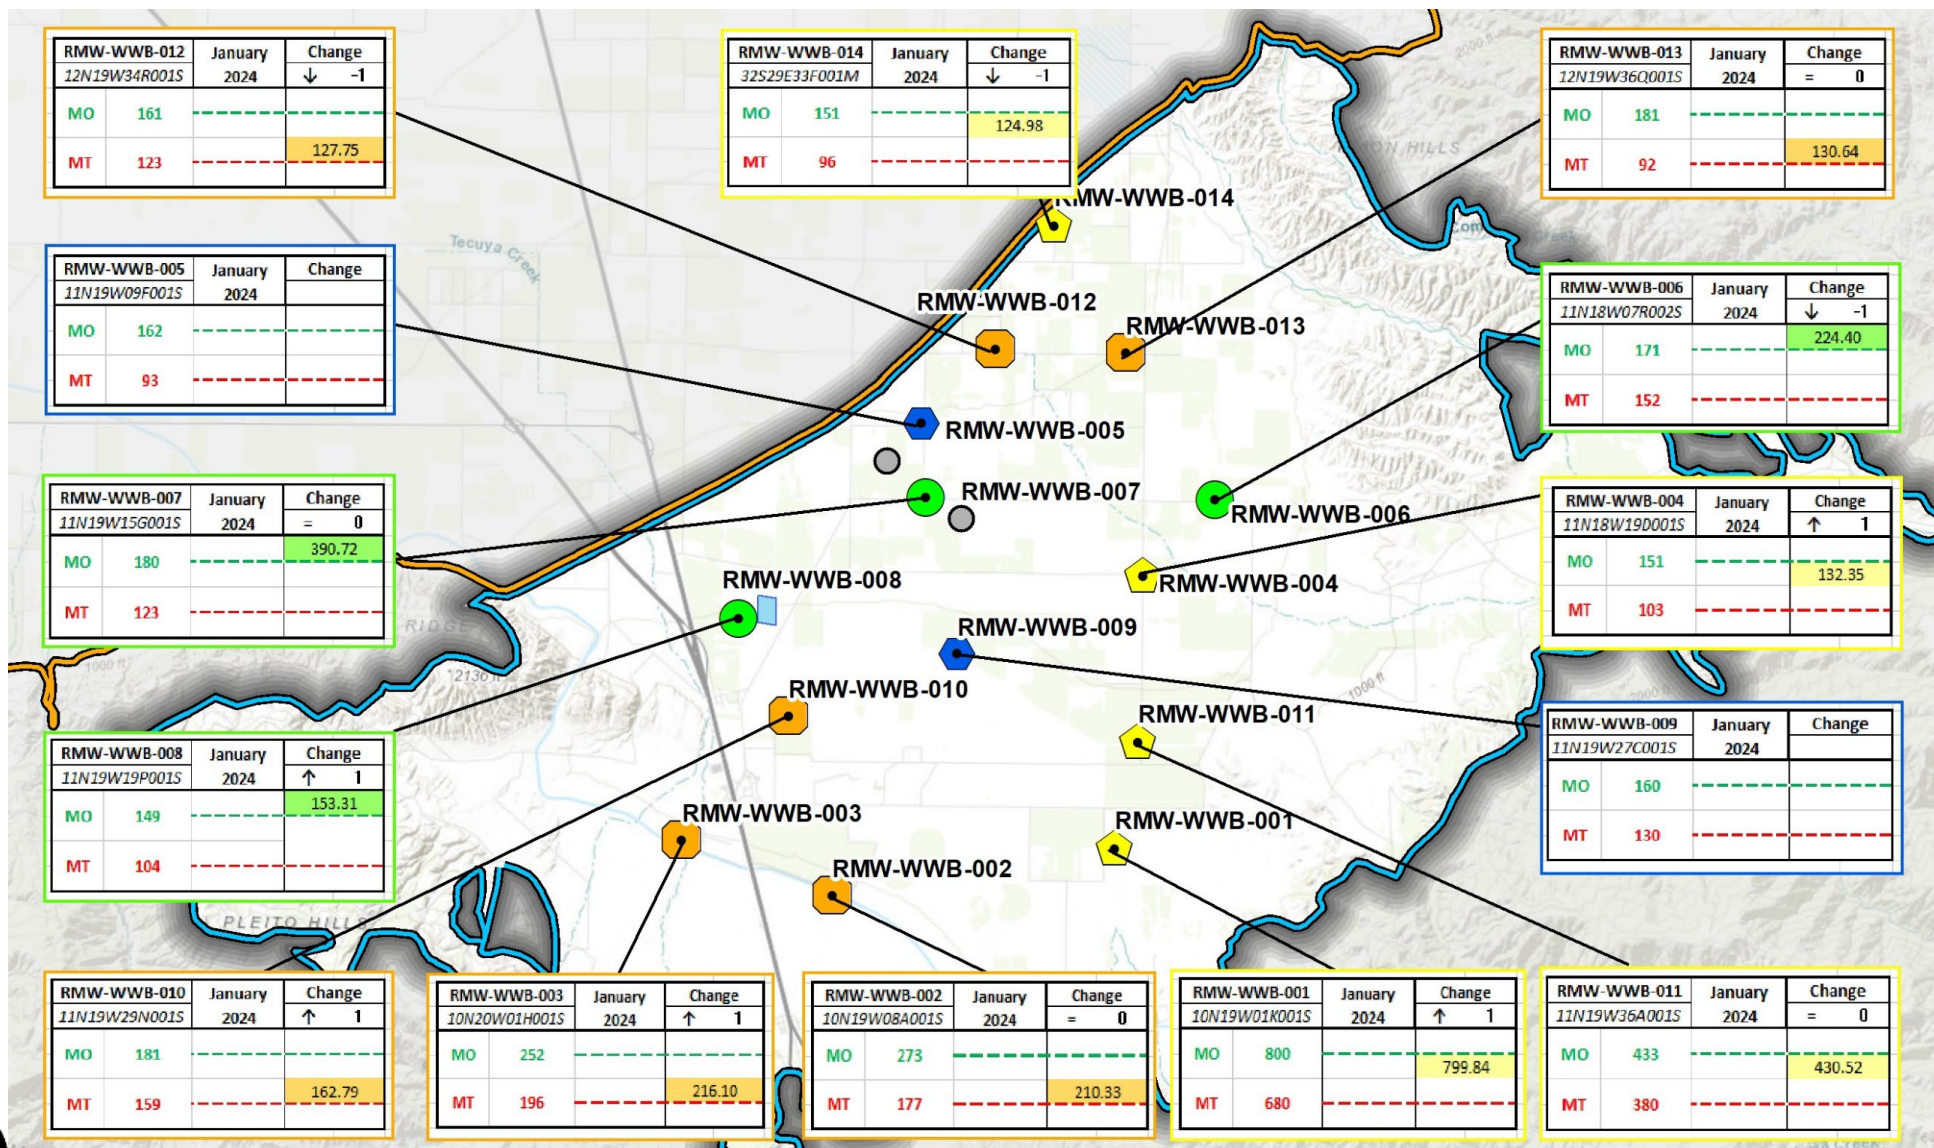 RMW-WWB-012 January Change
12N19W34R001S 2024 ↓ -1
MO 161
127.75
MT 123
RMW-WWB-014 January Change
32S29E33F001M 2024 ↓ -1
MO 151
124.98
MT 96
RMW-WWB-013 January Change
12N19W36Q001S 2024 = 0
MO 181
130.64
MT 92
2000 ft
HILLS
RMW-WWB-014
Tecuya Creek
RMW-WWB-005 January Change
11N19W09F001S 2024
MO 162
MT 93
RMW-WWB-012
RMW-WWB-013
RMW-WWB-006 January Change
11N18W07R002S 2024 ↓ -1
224.40
MO 171
MT 152
RMW-WWB-005
RMW-WWB-007
RMW-WWB-006
RMW-WWB-007 January Change
11N19W15G001S 2024 = 0
390.72
MO 180
MT 123
RMW-WWB-004 January Change
11N18W19D001S 2024 ↑ 1
MO 151
132.35
MT 103
RMW-WWB-008
RMW-WWB-004
RIDGE
RMW-WWB-009
1000 ft
2136 ft
1000 ft
2000 ft
RMW-WWB-010
RMW-WWB-011
RMW-WWB-009 January Change
11N19W27C001S 2024
MO 160
MT 130
RMW-WWB-008 January Change
11N19W19P001S 2024 ↑ 1
153.31
MO 149
MT 104
RMW-WWB-003
RMW-WWB-001
RMW-WWB-002
PLEITO HILLS
RMW-WWB-010 January Change
11N19W29N001S 2024 ↑ 1
MO 181
162.79
MT 159
RMW-WWB-003 January Change
10N20W01H001S 2024 ↑ 1
MO 252
216.10
MT 196
RMW-WWB-002 January Change
10N19W08A001S 2024 = 0
MO 273
210.33
MT 177
RMW-WWB-001 January Change
10N19W01K001S 2024 ↑ 1
MO 800
799.84
MT 680
RMW-WWB-011 January Change
11N19W36A001S 2024 = 0
MO 433
430.52
MT 380